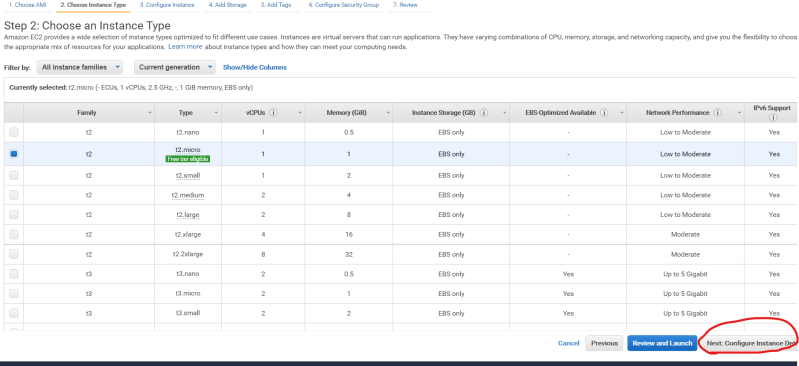 1. Choose AMI 2. Choose Instance Type 3. Configure Instance 4. Add Storage 5. Add Tags 6. Configure Security Group 7. Review
Step 2: Choose an Instance Type
Amazon EC2 provides a wide selection of instance types optimized to fit different use cases. Instances are virtual servers that can run applications. They have varying combinations of CPU, memory, storage, and networking capacity, and give you the flexibility to choose
the appropriate mix of resources for your applications. Learn more about instance types and how they can meet your computing needs.
Filter by: All instance families Current generation Show/Hide Columns
Currently selected: t2.micro (- ECUs, 1 vCPUs, 2.5 GHz, -, 1 GiB memory, EBS only)
Family Type vCPUs Memory (GiB) Instance Storage (GB) EBS-Optimized Available Network Performance IPv6 Support
t2 t2.nano 1 0.5 EBS only - Low to Moderate Yes
t2 t2.micro 1 1 EBS only - Low to Moderate Yes
Free tier eligible
t2 t2.small 1 2 EBS only - Low to Moderate Yes
t2 t2.medium 2 4 EBS only - Low to Moderate Yes
t2 t2.large 2 8 EBS only - Low to Moderate Yes
t2 t2.xlarge 4 16 EBS only - Moderate Yes
t2 t2.2xlarge 8 32 EBS only - Moderate Yes
t3 t3.nano 2 0.5 EBS only Yes Up to 5 Gigabit Yes
t3 t3.micro 2 1 EBS only Yes Up to 5 Gigabit Yes
t3 t3.small 2 2 EBS only Yes Up to 5 Gigabit Yes
Cancel Previous Review and Launch Next: Configure Instance Det